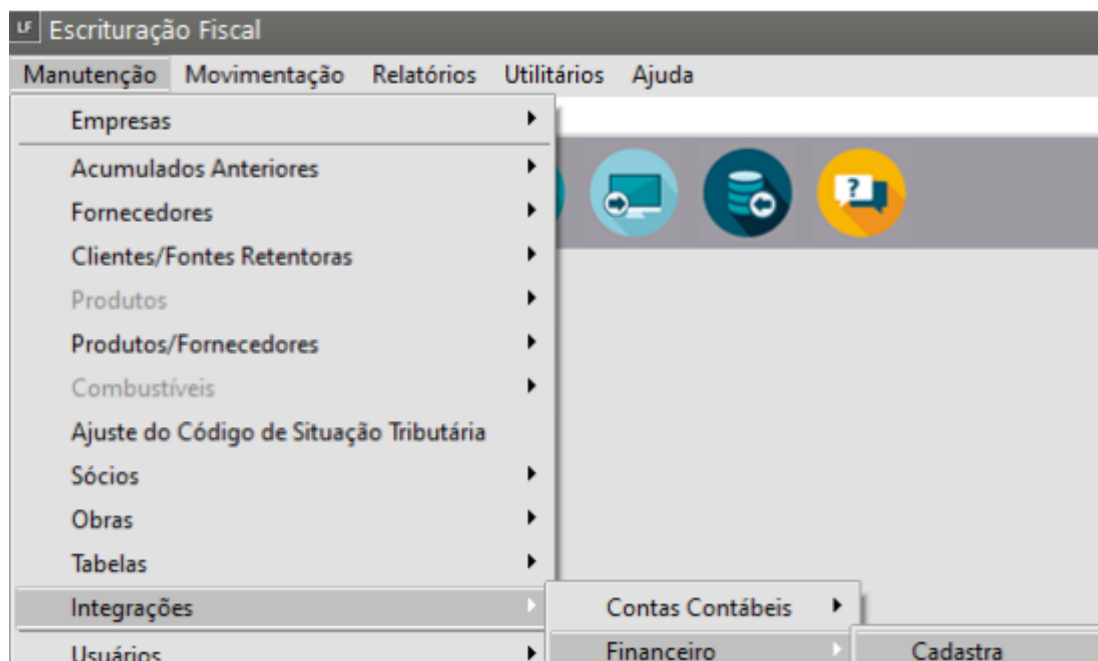 LF Escrituração Fiscal
Manutenção Movimentação Relatórios Utilitários Ajuda
Empresas
Acumulados Anteriores
Fornecedores
Clientes/Fontes Retentoras
Produtos
Produtos/Fornecedores
Combustíveis
Ajuste do Código de Situação Tributária
Sócios
Obras
Tabelas
Integrações Contas Contábeis
Usuários Financeiro Cadastra